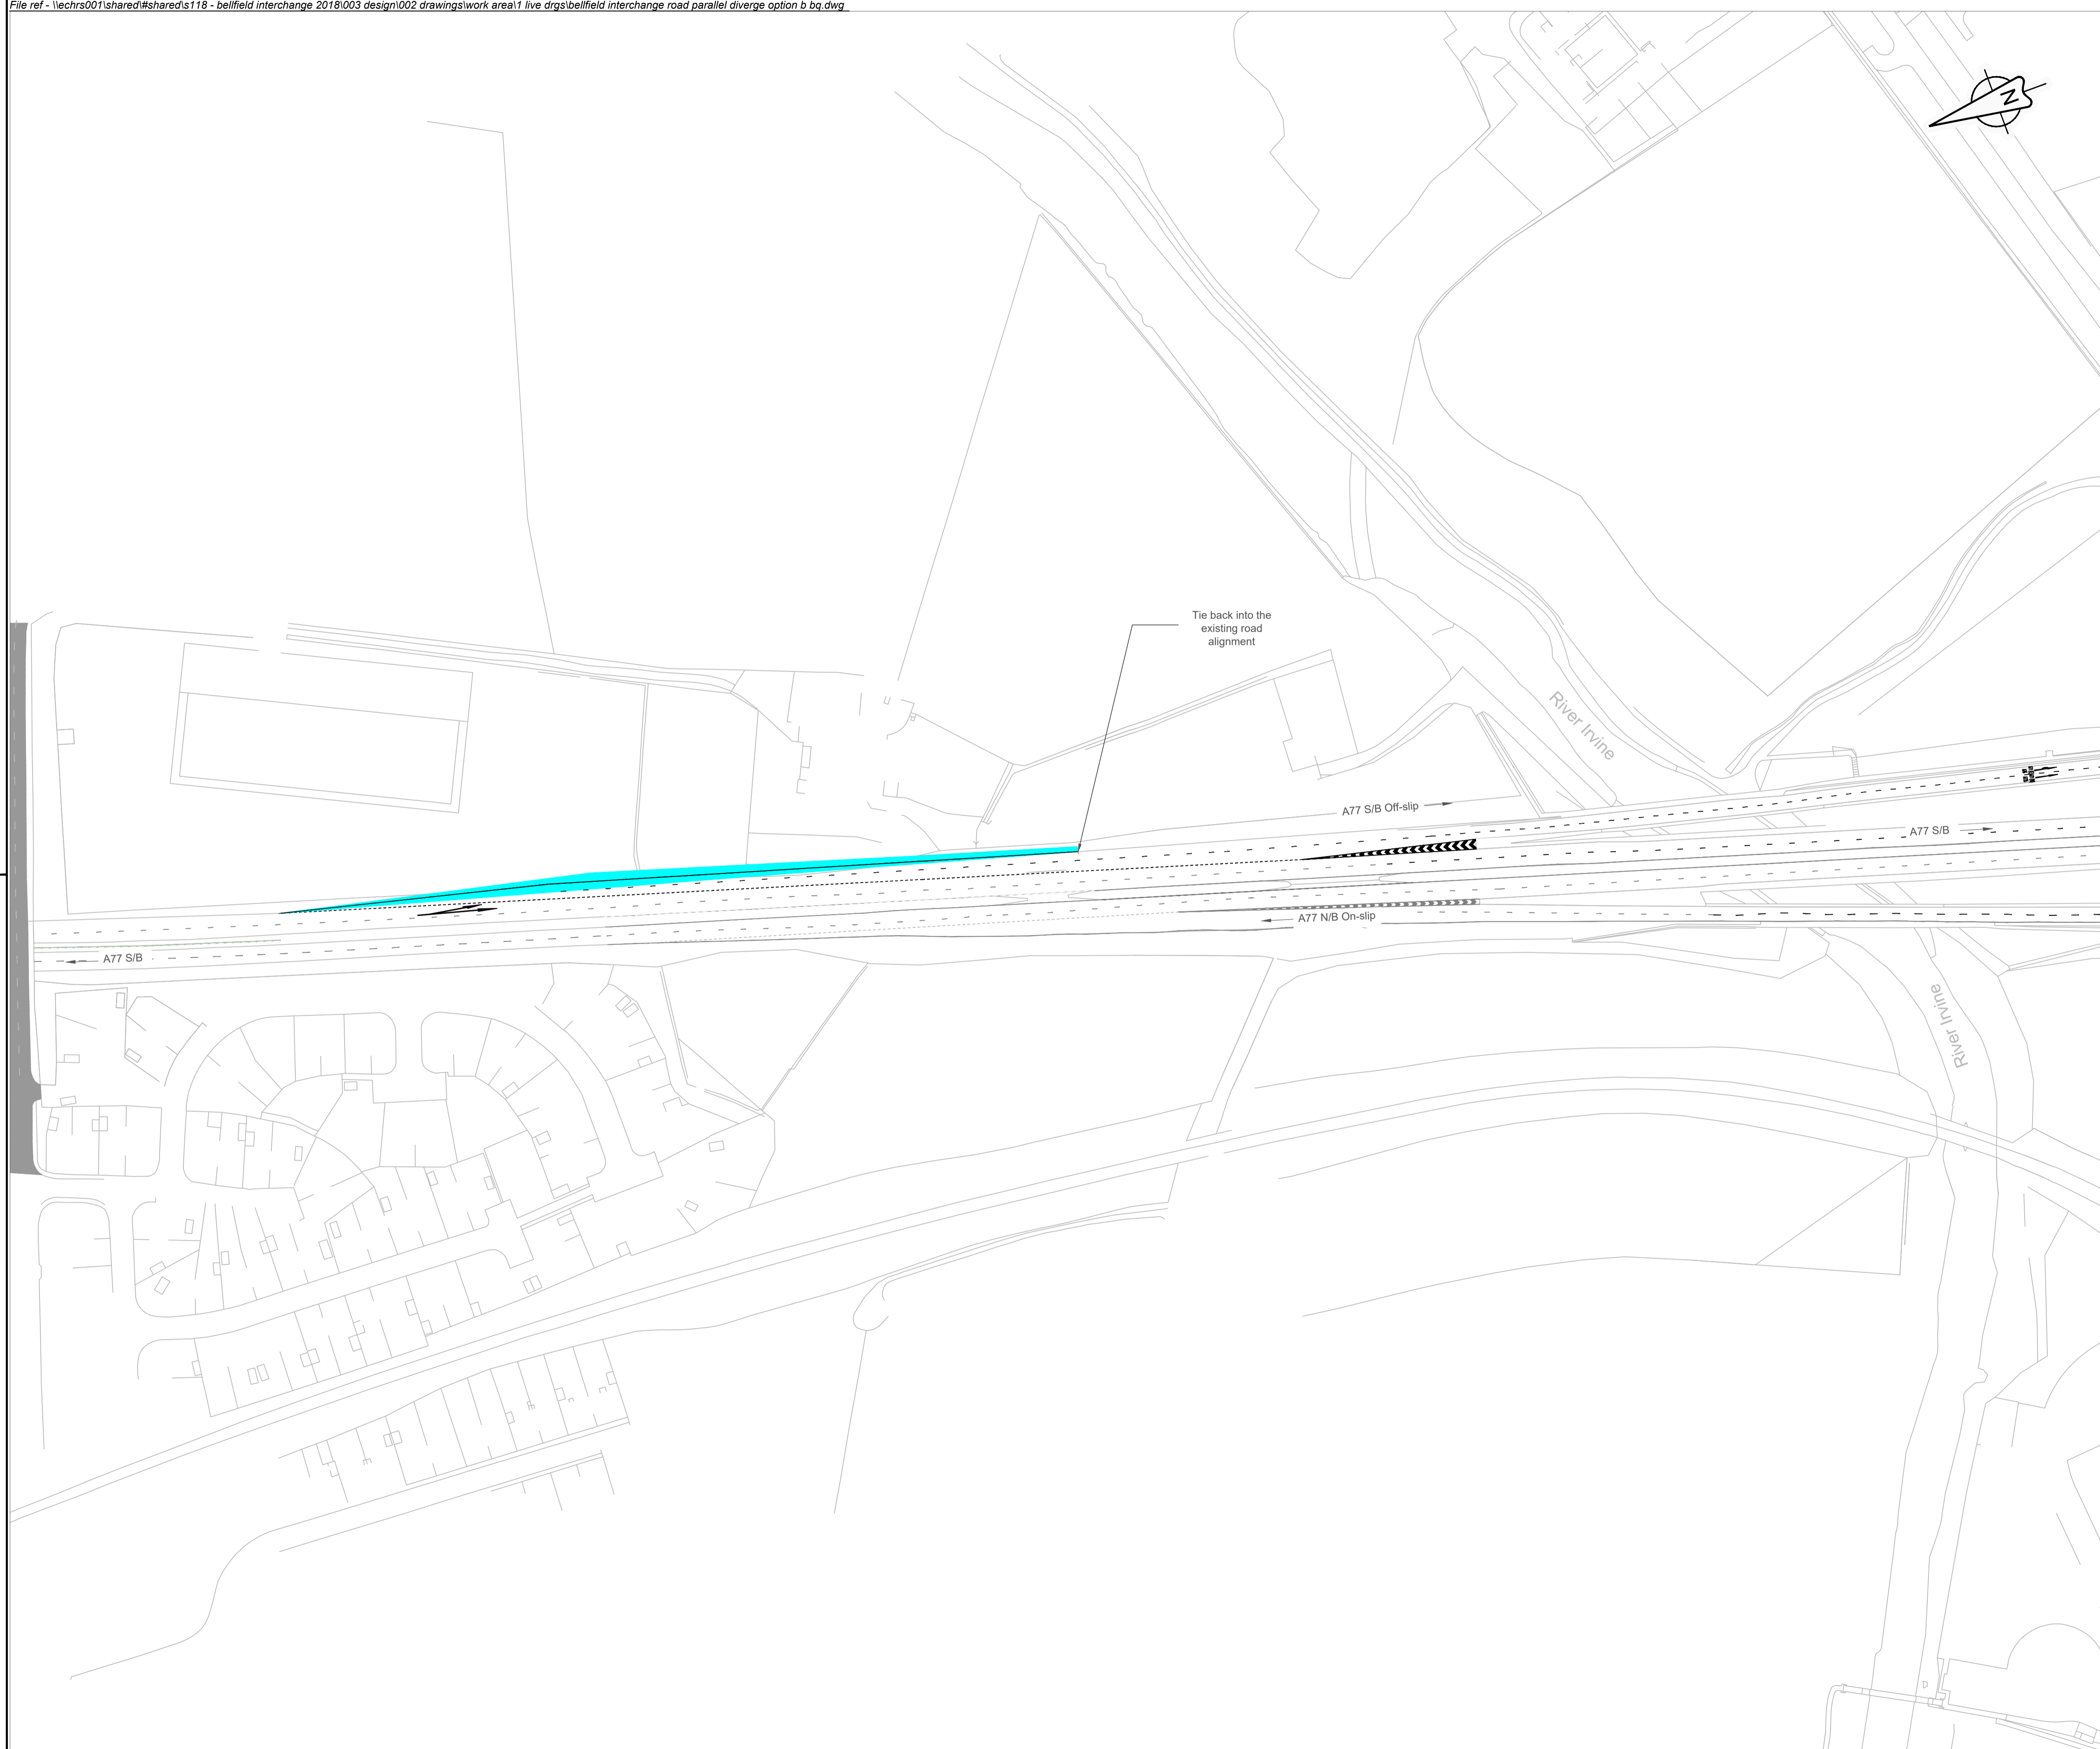 File ref - \\echrs001\shared\#shared\s118 - bellfield interchange 2018\003 design\002 drawings\work area\1 live drgs\bellfield interchange road parallel diverge option b bq.dwg
N
Tie back into the
existing road
alignment
River Irvine
A77 S/B Off-slip
A77 S/B
A77 N/B On-slip
A77 S/B
River Irvine